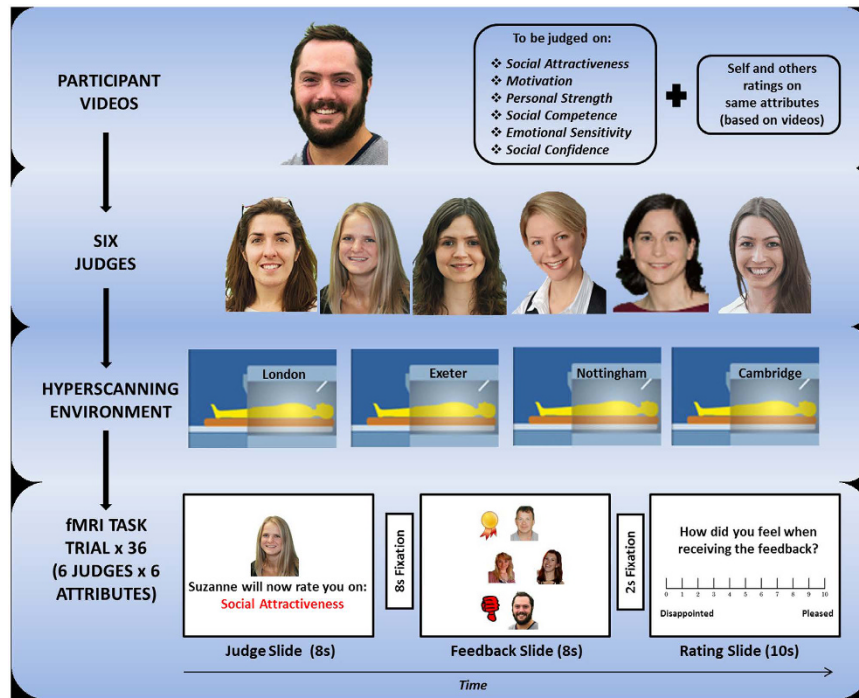 PARTICIPANT
VIDEOS
To be judged on:
❖ Social Attractiveness
❖ Motivation
❖ Personal Strength
❖ Social Competence
❖ Emotional Sensitivity
❖ Social Confidence
Self and others
ratings on
same attributes
(based on videos)
SIX
JUDGES
HYPERSCANNING
ENVIRONMENT
London
Exeter
Nottingham
Cambridge
fMRI TASK
TRIAL x 36
(6 JUDGES x 6
ATTRIBUTES)
Suzanne will now rate you on:
Social Attractiveness
Judge Slide (8s)
8s Fixation
Feedback Slide (8s)
2s Fixation
How did you feel when
receiving the feedback?
0 1 2 3 4 5 6 7 8 9 10
Disappointed Pleased
Rating Slide (10s)
Time